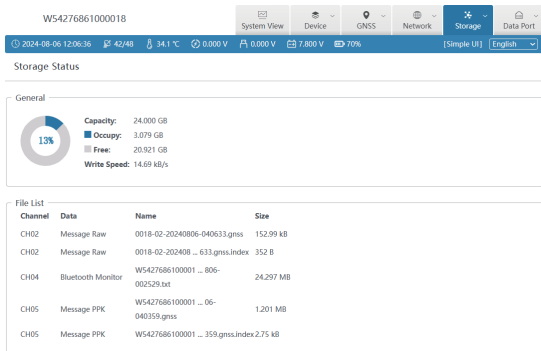 W54276861000018
System View
Device
GNSS
Network
Storage
Data Port
2024-08-06 12:06:36 42/48 34.1 ℃ 0.000 V 0.000 V 7.800 V 70% [Simple UI] English
Storage Status
General
13%
Capacity: 24.000 GB
Occupy: 3.079 GB
Free: 20.921 GB
Write Speed: 14.69 kB/s
File List
Channel Data Name Size
CH02 Message Raw 0018-02-20240806-040633.gnss 152.99 kB
CH02 Message Raw 0018-02-202408 ... 633.gnss.index 352 B
CH04 Bluetooth Monitor W5427686100001 ... 806-
002529.txt 24.297 MB
CH05 Message PPK W5427686100001 ... 06-
040359.gnss 1.201 MB
CH05 Message PPK W5427686100001 ... 359.gnss.index 2.75 kB